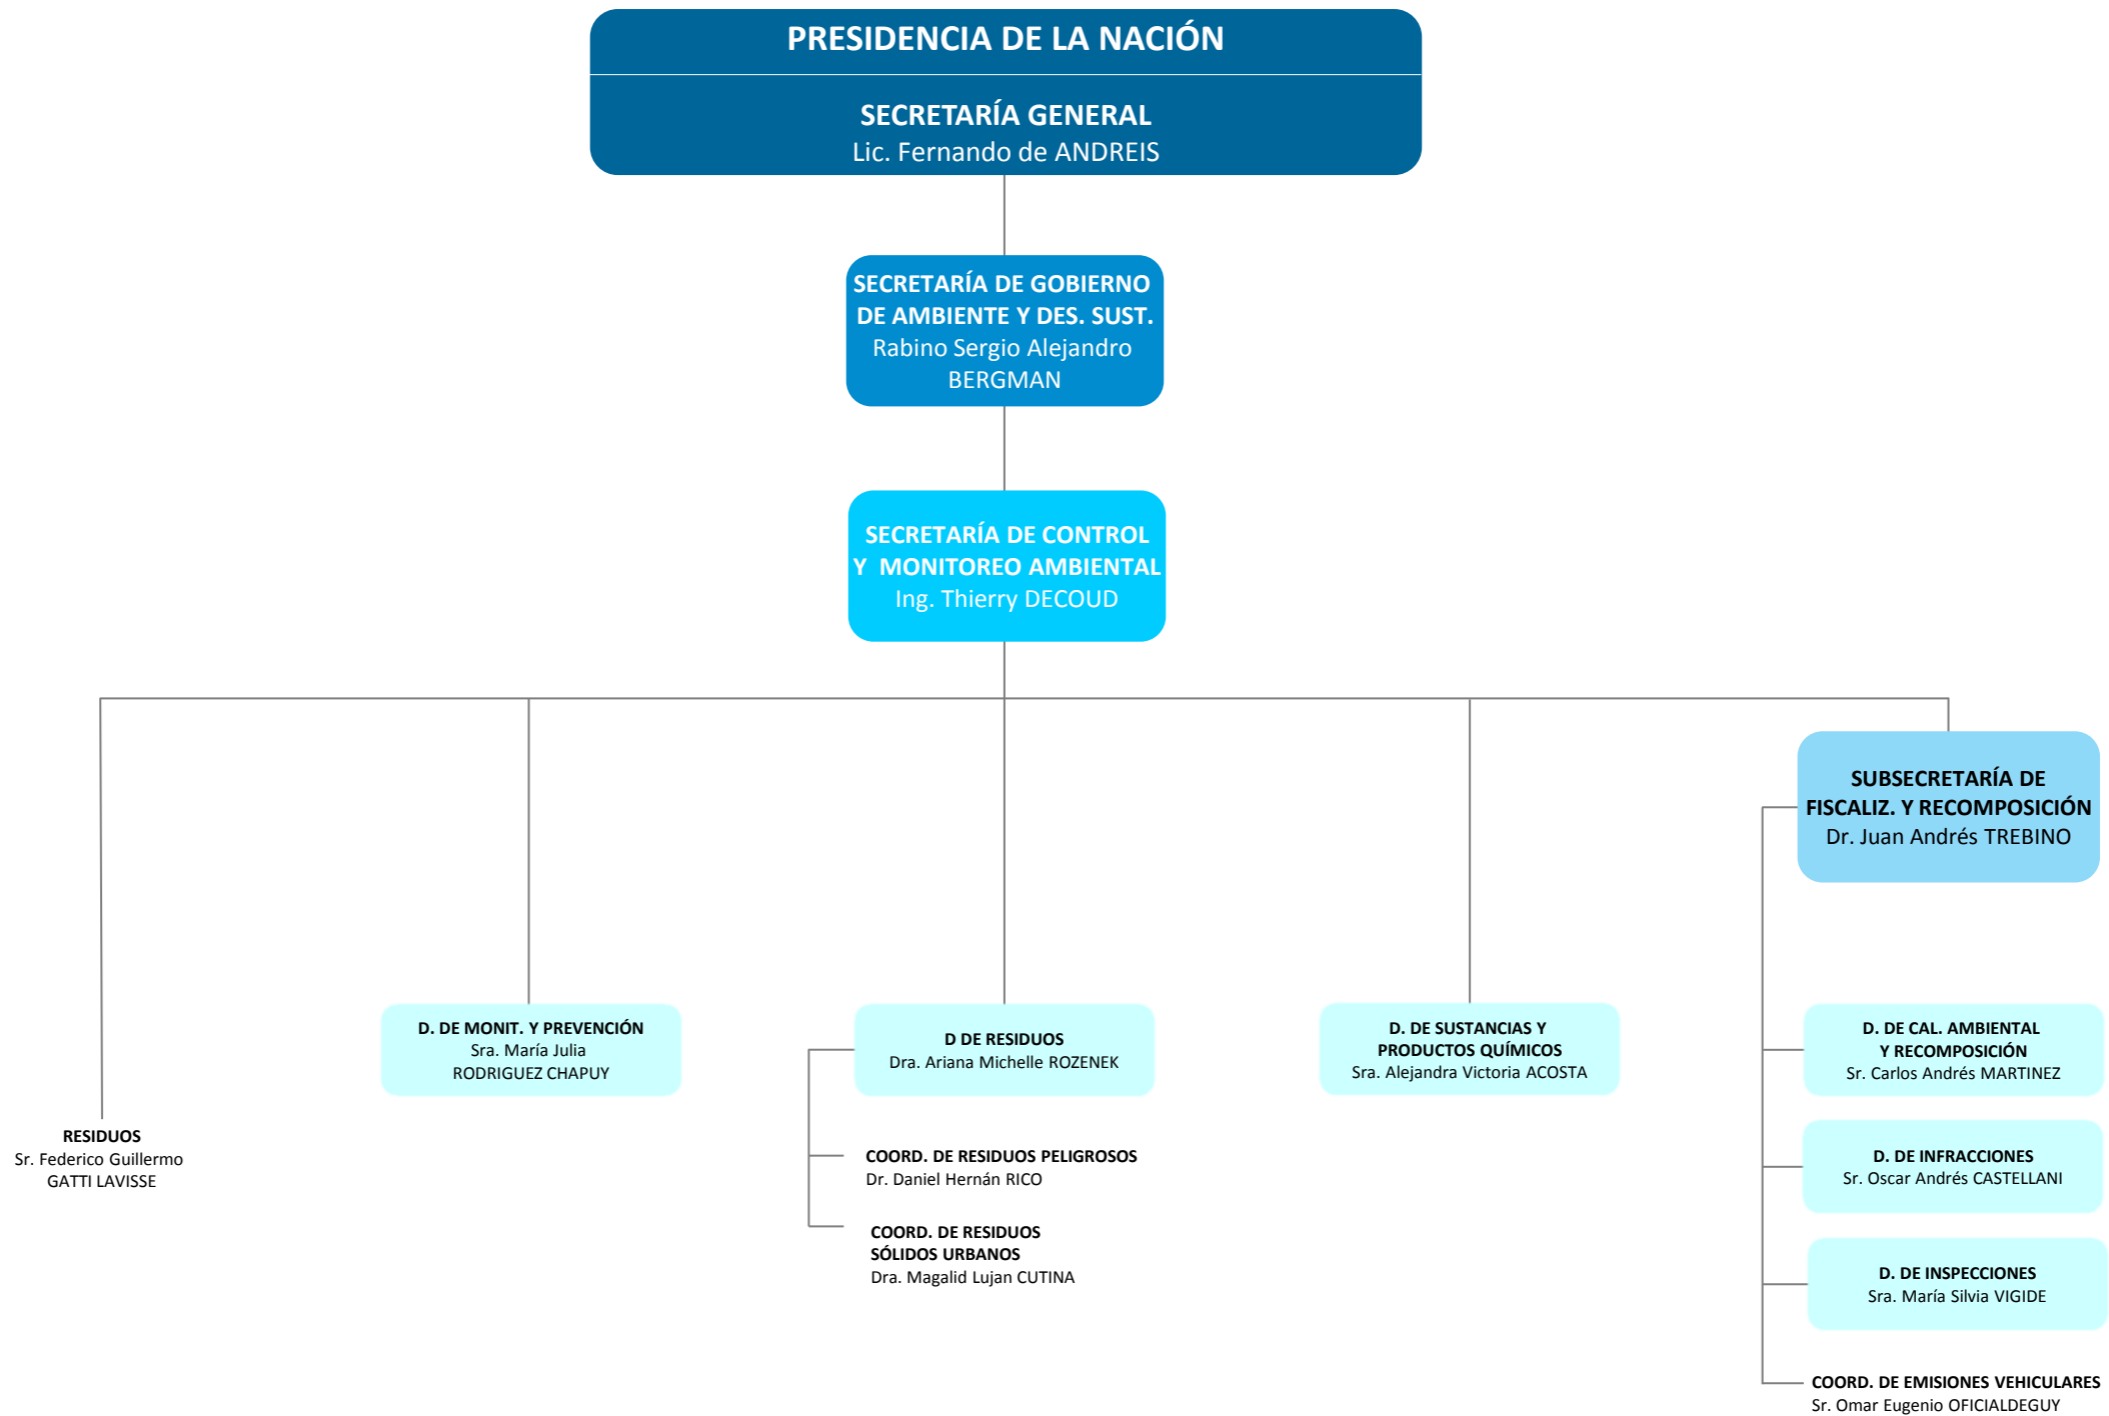 PRESIDENCIA DE LA NACIÓN
SECRETARÍA GENERAL
Lic. Fernando de ANDREIS
SECRETARÍA DE GOBIERNO
DE AMBIENTE Y DES. SUST.
Rabino Sergio Alejandro
BERGMAN
SECRETARÍA DE CONTROL
Y MONITOREO AMBIENTAL
Ing. Thierry DECOUD
RESIDUOS
Sr. Federico Guillermo
GATTI LAVISSE
D. DE MONIT. Y PREVENCIÓN
Sra. María Julia
RODRIGUEZ CHAPUY
D DE RESIDUOS
Dra. Ariana Michelle ROZENEK
COORD. DE RESIDUOS PELIGROSOS
Dr. Daniel Hernán RICO
COORD. DE RESIDUOS
SÓLIDOS URBANOS
Dra. Magalid Lujan CUTINA
D. DE SUSTANCIAS Y
PRODUCTOS QUÍMICOS
Sra. Alejandra Victoria ACOSTA
SUBSECRETARÍA DE
FISCALIZ. Y RECOMPOSICIÓN
Dr. Juan Andrés TREBINO
D. DE CAL. AMBIENTAL
Y RECOMPOSICIÓN
Sr. Carlos Andrés MARTINEZ
D. DE INFRACCIONES
Sr. Oscar Andrés CASTELLANI
D. DE INSPECCIONES
Sra. María Silvia VIGIDE
COORD. DE EMISIONES VEHICULARES
Sr. Omar Eugenio OFICIALDEGUY